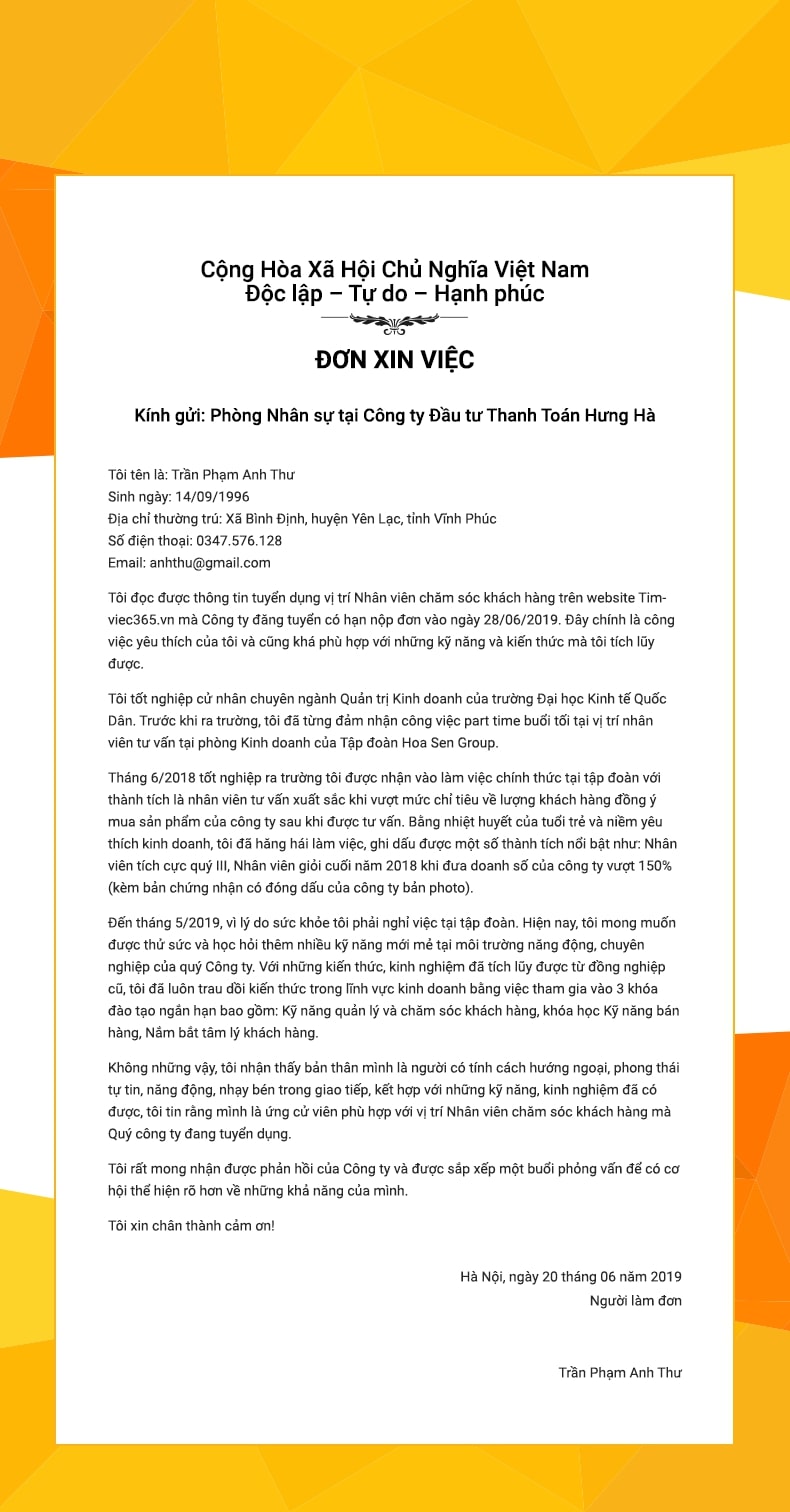 Cộng Hòa Xã Hội Chủ Nghĩa Việt Nam
Độc lập – Tự do – Hạnh phúc
ĐƠN XIN VIỆC
Kính gửi: Phòng Nhân sự tại Công ty Đầu tư Thanh Toán Hưng Hà
Tôi tên là: Trần Phạm Anh Thư
Sinh ngày: 14/09/1996
Địa chỉ thường trú: Xã Bình Định, huyện Yên Lạc, tỉnh Vĩnh Phúc
Số điện thoại: 0347.576.128
Email: anhthu@gmail.com
Tôi đọc được thông tin tuyển dụng vị trí Nhân viên chăm sóc khách hàng trên website Tim-
viec365.vn mà Công ty đăng tuyển có hạn nộp đơn vào ngày 28/06/2019. Đây chính là công
việc yêu thích của tôi và cũng khá phù hợp với những kỹ năng và kiến thức mà tôi tích lũy
được.
Tôi tốt nghiệp cử nhân chuyên ngành Quản trị Kinh doanh của trường Đại học Kinh tế Quốc
Dân. Trước khi ra trường, tôi đã từng đảm nhận công việc part time buổi tối tại vị trí nhân
viên tư vấn tại phòng Kinh doanh của Tập đoàn Hoa Sen Group.
Tháng 6/2018 tốt nghiệp ra trường tôi được nhận vào làm việc chính thức tại tập đoàn với
thành tích là nhân viên tư vấn xuất sắc khi vượt mức chỉ tiêu về lượng khách hàng đồng ý
mua sản phẩm của công ty sau khi được tư vấn. Bằng nhiệt huyết của tuổi trẻ và niềm yêu
thích kinh doanh, tôi đã hăng hái làm việc, ghi dấu được một số thành tích nổi bật như: Nhân
viên tích cực quý III, Nhân viên giỏi cuối năm 2018 khi đưa doanh số của công ty vượt 150%
(kèm bản chứng nhận có đóng dấu của công ty bản photo).
Đến tháng 5/2019, vì lý do sức khỏe tôi phải nghỉ việc tại tập đoàn. Hiện nay, tôi mong muốn
được thử sức và học hỏi thêm nhiều kỹ năng mới mẻ tại môi trường năng động, chuyên
nghiệp của quý Công ty. Với những kiến thức, kinh nghiệm đã tích lũy được từ đồng nghiệp
cũ, tôi đã luôn trau dồi kiến thức trong lĩnh vực kinh doanh bằng việc tham gia vào 3 khóa
đào tạo ngắn hạn bao gồm: Kỹ năng quản lý và chăm sóc khách hàng, khóa học Kỹ năng bán
hàng, Nắm bắt tâm lý khách hàng.
Không những vậy, tôi nhận thấy bản thân mình là người có tính cách hướng ngoại, phong thái
tự tin, năng động, nhạy bén trong giao tiếp, kết hợp với những kỹ năng, kinh nghiệm đã có
được, tôi tin rằng mình là ứng cử viên phù hợp với vị trí Nhân viên chăm sóc khách hàng mà
Quý công ty đang tuyển dụng.
Tôi rất mong nhận được phản hồi của Công ty và được sắp xếp một buổi phỏng vấn để có cơ
hội thể hiện rõ hơn về những khả năng của mình.
Tôi xin chân thành cảm ơn!
Hà Nội, ngày 20 tháng 06 năm 2019
Người làm đơn
Trần Phạm Anh Thư